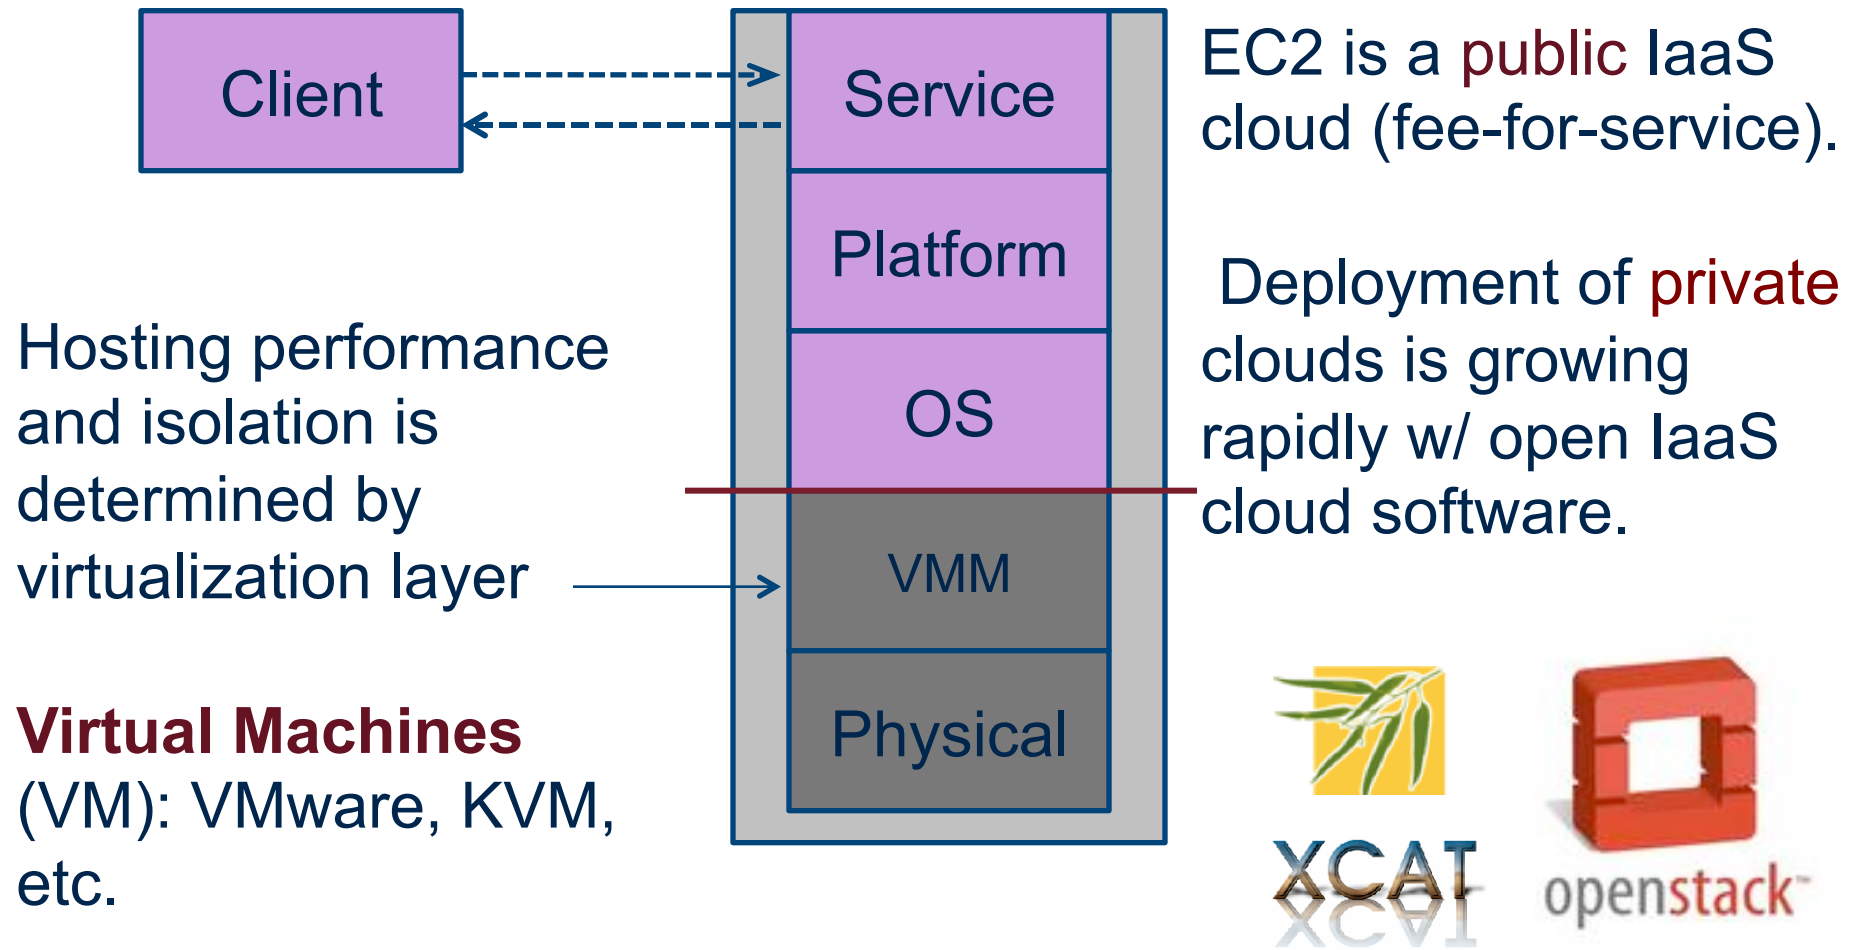 Client
Service
Platform
OS
VMM
Physical
Hosting performance
and isolation is
determined by
virtualization layer
Virtual Machines
(VM): VMware, KVM,
etc.
EC2 is a public IaaS
cloud (fee-for-service).
Deployment of private
clouds is growing
rapidly w/ open IaaS
cloud software.
XCAT
openstack™